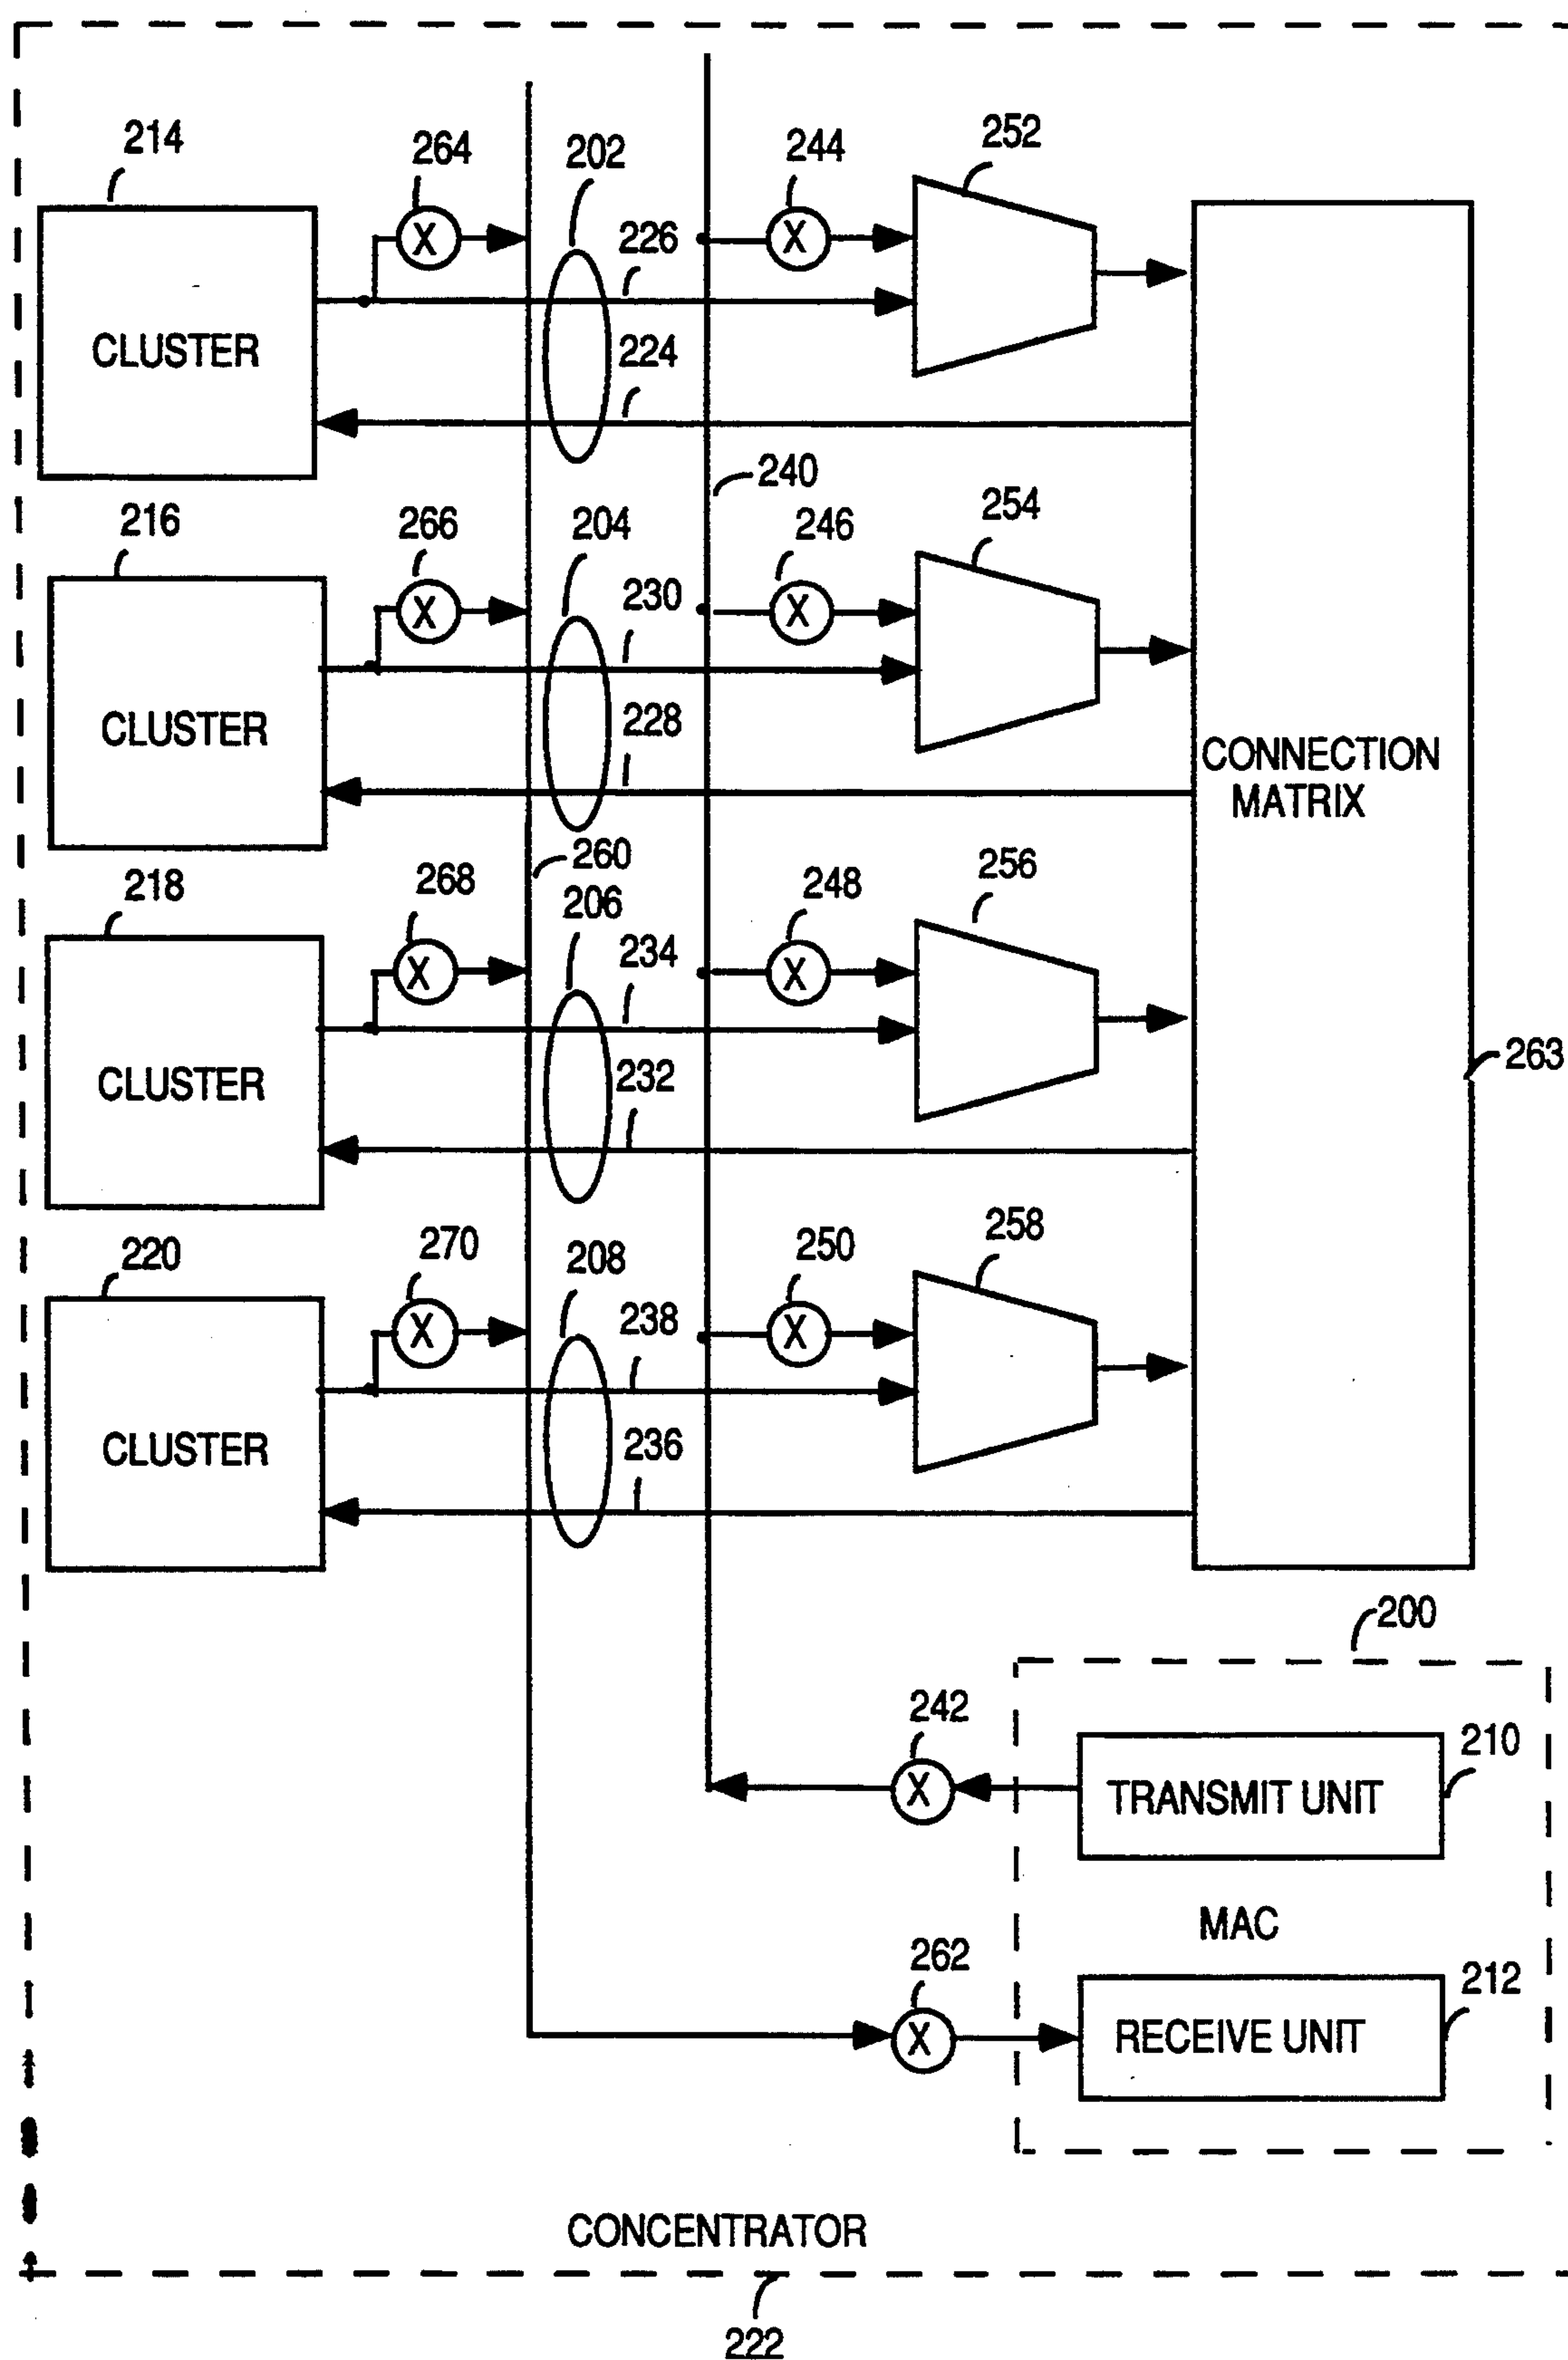 214
264
202
244
252
226
X
X
CLUSTER
224
240
216
266
204
246
254
230
X
X
CLUSTER
228
CONNECTION
MATRIX
260
218
268
206
248
256
234
X
X
CLUSTER
232
263
220
270
208
250
258
238
X
X
CLUSTER
236
200
242
210
X
TRANSMIT UNIT
MAC
262
212
X
RECEIVE UNIT
CONCENTRATOR
222